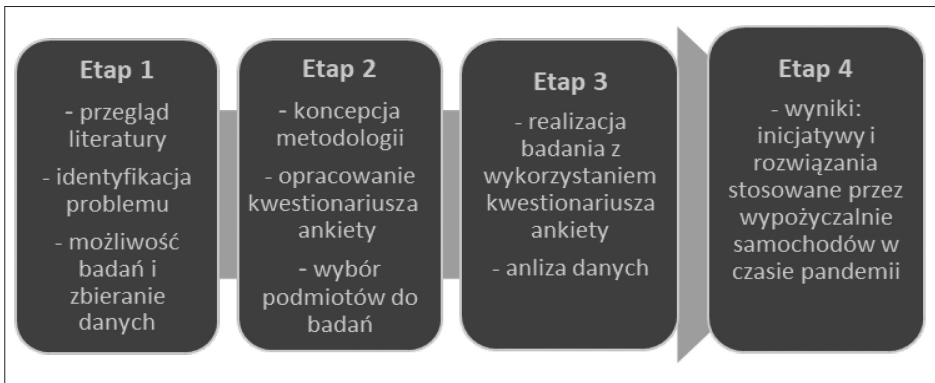 Etap 1
- przegląd
literatury
- identyfikacja
problemu
- możliwość
badań i
zbieranie
danych
Etap 2
- koncepcja
metodologii
- opracowanie
kwestionariusza
ankiety
- wybór
podmiotów do
badań
Etap 3
- realizacja
badania z
wykorzystaniem
kwestionariusza
ankiety
- anliza danych
Etap 4
- wyniki:
inicjatywy i
rozwiązania
stosowane przez
wypożyczalnie
samochodów w
czasie pandemii